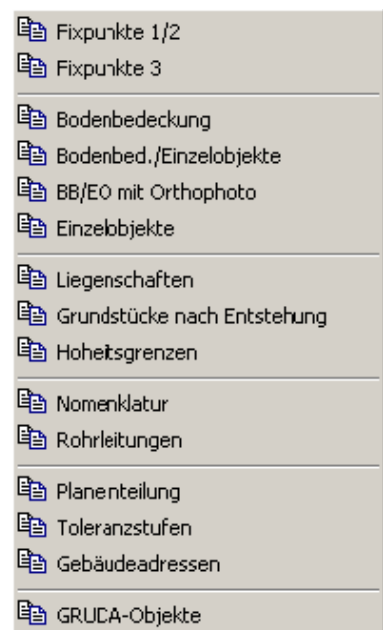 Fixpunkte 1/2
Fixpunkte 3
Bodenbedeckung
Bodenbed./Einzelobjekte
BB/EO mit Orthophoto
Einzelobjekte
Liegenschaften
Grundstücke nach Entstehung
Hoheitsgrenzen
Nomenklatur
Rohrleitungen
Planenteilung
Toleranzstufen
Gebäudeadressen
GRUDA-Objekte